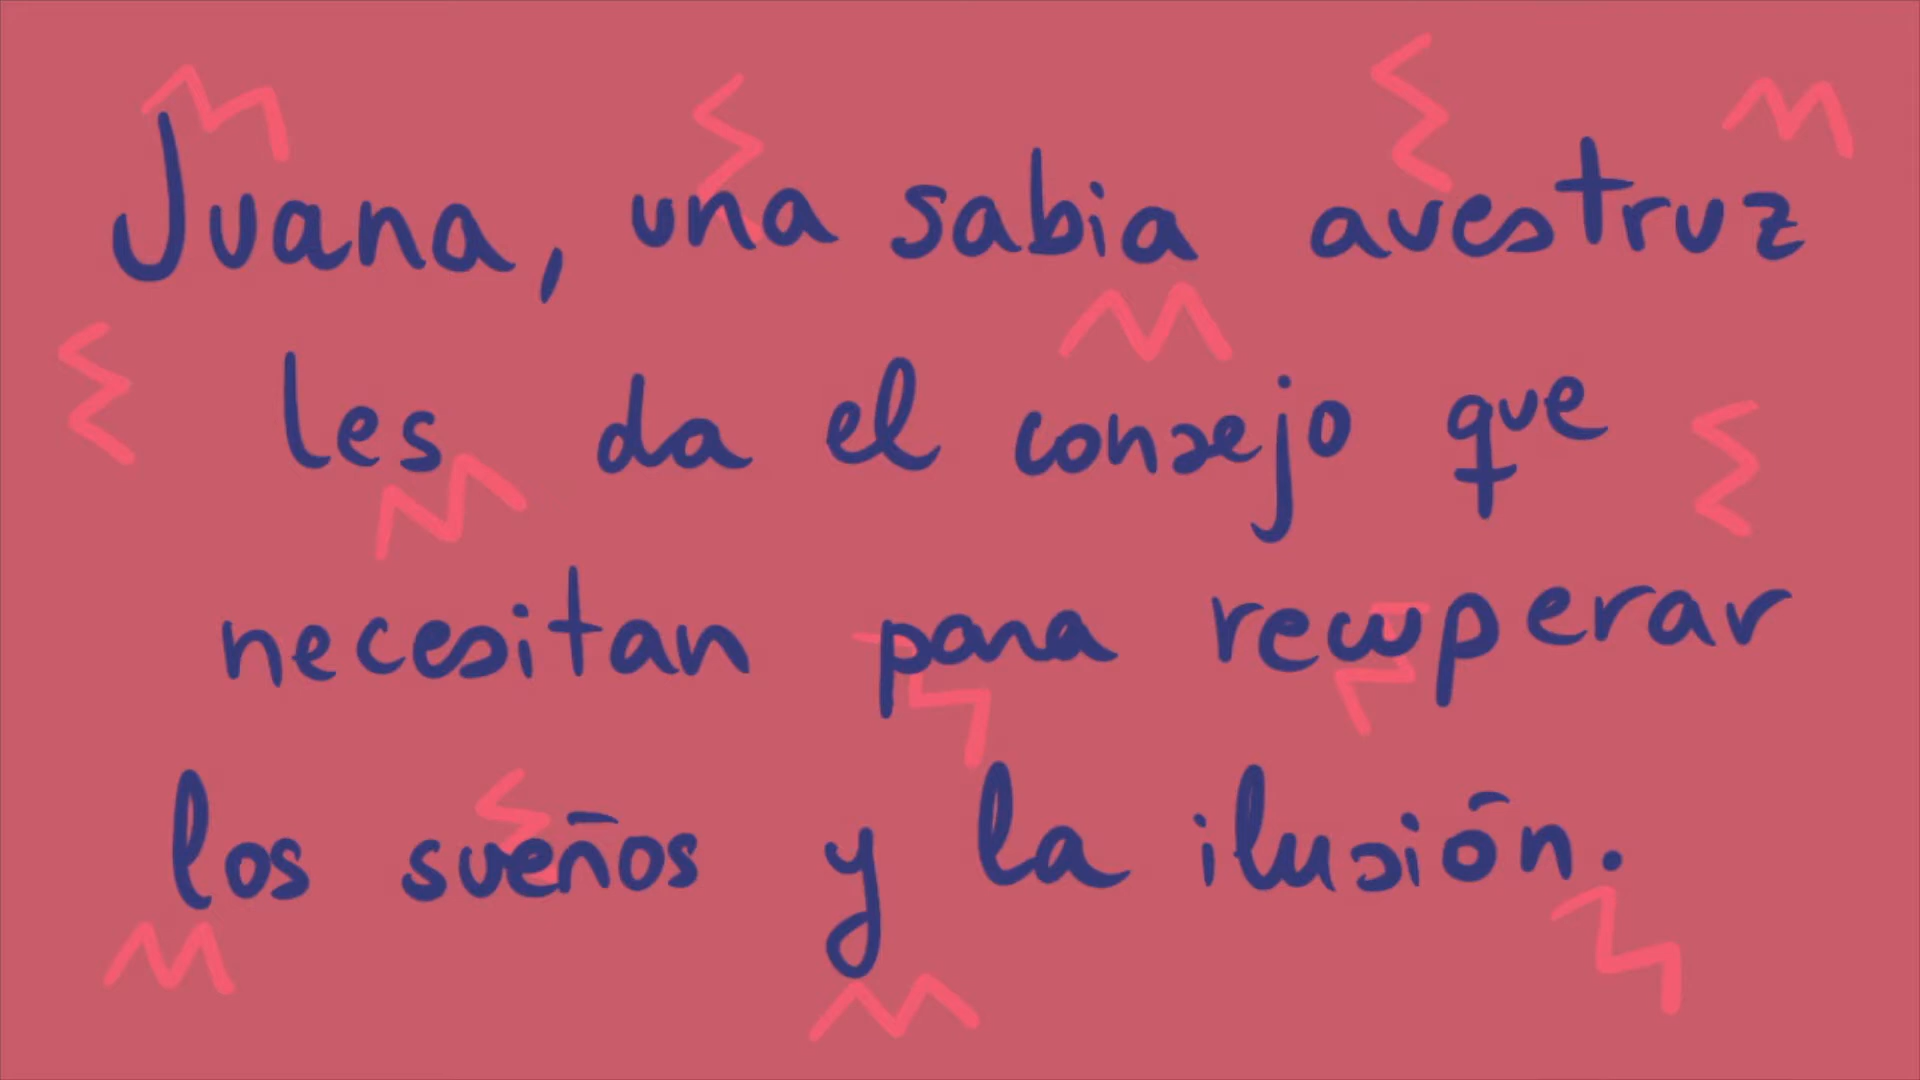 Juana, una sabia avestruz
les da el consejo que
necesitan para recuperar
los sueños y la ilusión.